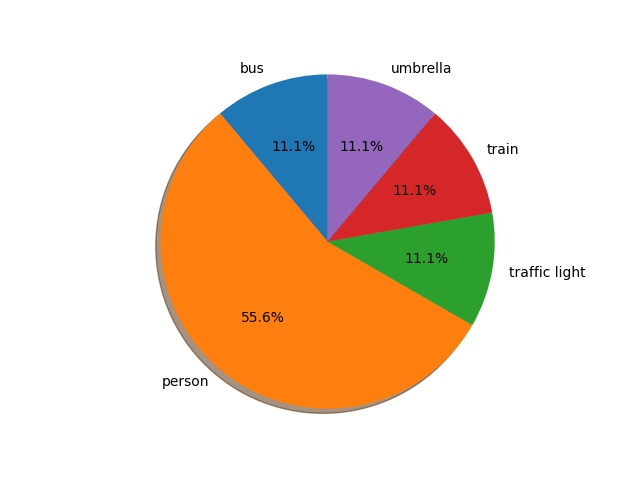 bus
umbrella
11.1%
11.1%
train
11.1%
11.1%
traffic light
55.6%
person